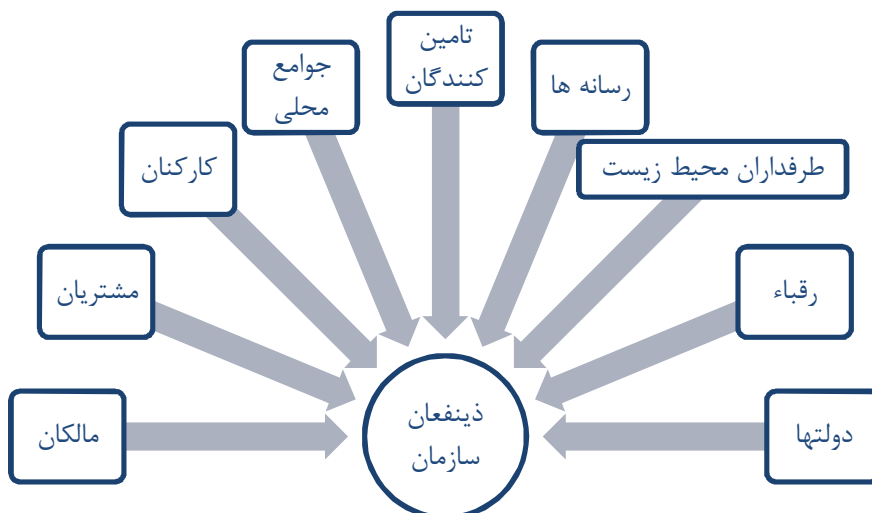 تامین
کنندگان
جوامع
محلی
رسانه ها
کارکنان
طرفداران محیط زیست
مشتریان
رقباء
مالکان
ذینفعان
سازمان
دولتها